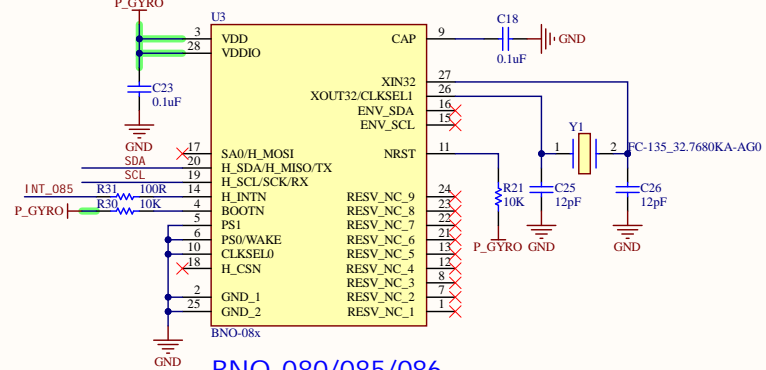 P_GYRO
U3
C18
3 VDD CAP 9 GND
28 VDDIO
0.1uF
C23
0.1uF
XIN32 27
XOUT32/CLKSEL1 26
ENV_SDA 16
ENV_SCL 15
GND
Y1
17 SA0/H_MOSI NRST 11 1 2 FC-135_32.7680KA-AG0
SDA 20 H_SDA/H_MISO/TX
SCL 19 H_SCL/SCK/RX
INT_085 R31 100R 14 H_INTN RESV_NC_9 24 R21 C25 C26
P_GYRO R30 10K 4 BOOTN RESV_NC_8 23 10K 12pF 12pF
5 PS1 RESV_NC_7 22
6 PS0/WAKE RESV_NC_6 21
P_GYRO GND GND
10 CLKSEL0 RESV_NC_5 13
18 H_CSN RESV_NC_4 12
RESV_NC_3 8
2 GND_1 RESV_NC_2 7
25 GND_2 RESV_NC_1 1
BNO-08x
GND
BNO-080/085/086